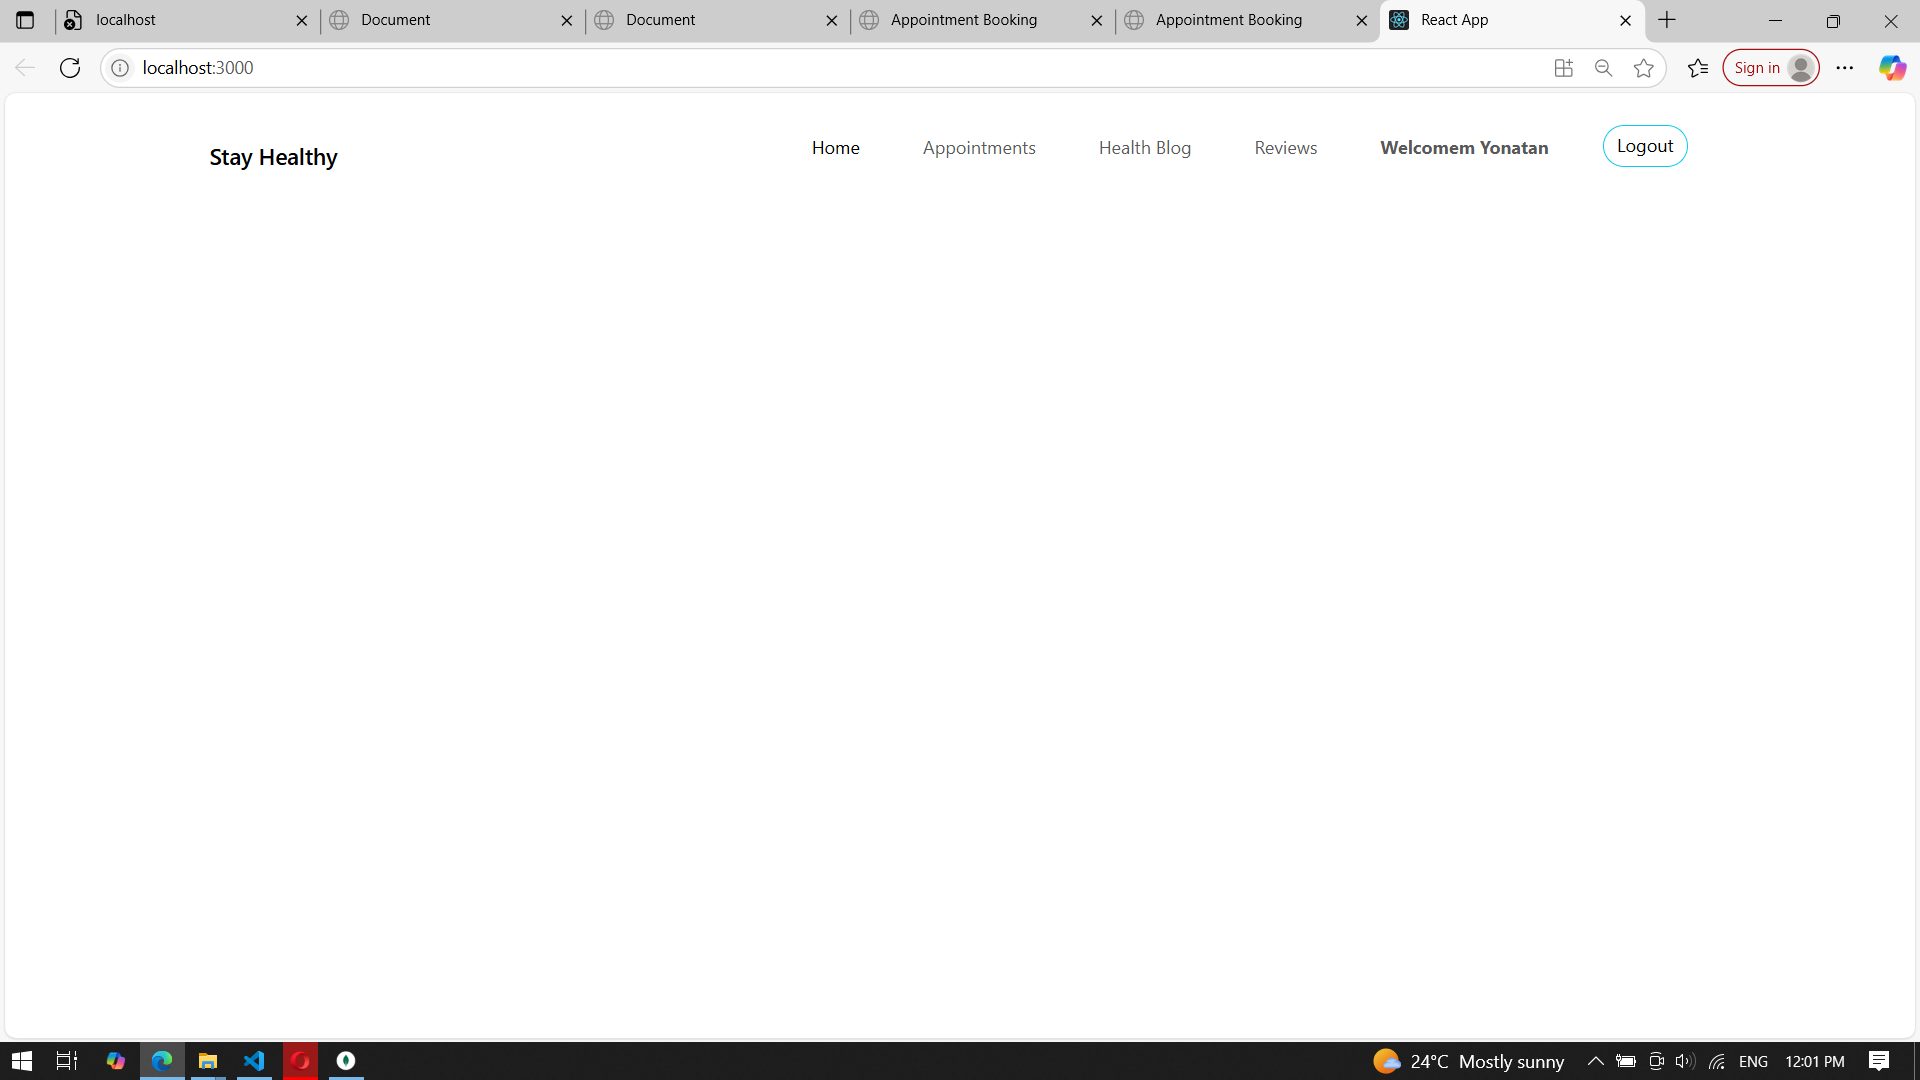 localhost
Document
Document
Appointment Booking
Appointment Booking
React App
localhost:3000
Sign in
Stay Healthy
Home
Appointments
Health Blog
Reviews
Welcomem Yonatan
Logout
24°C Mostly sunny
ENG
12:01 PM